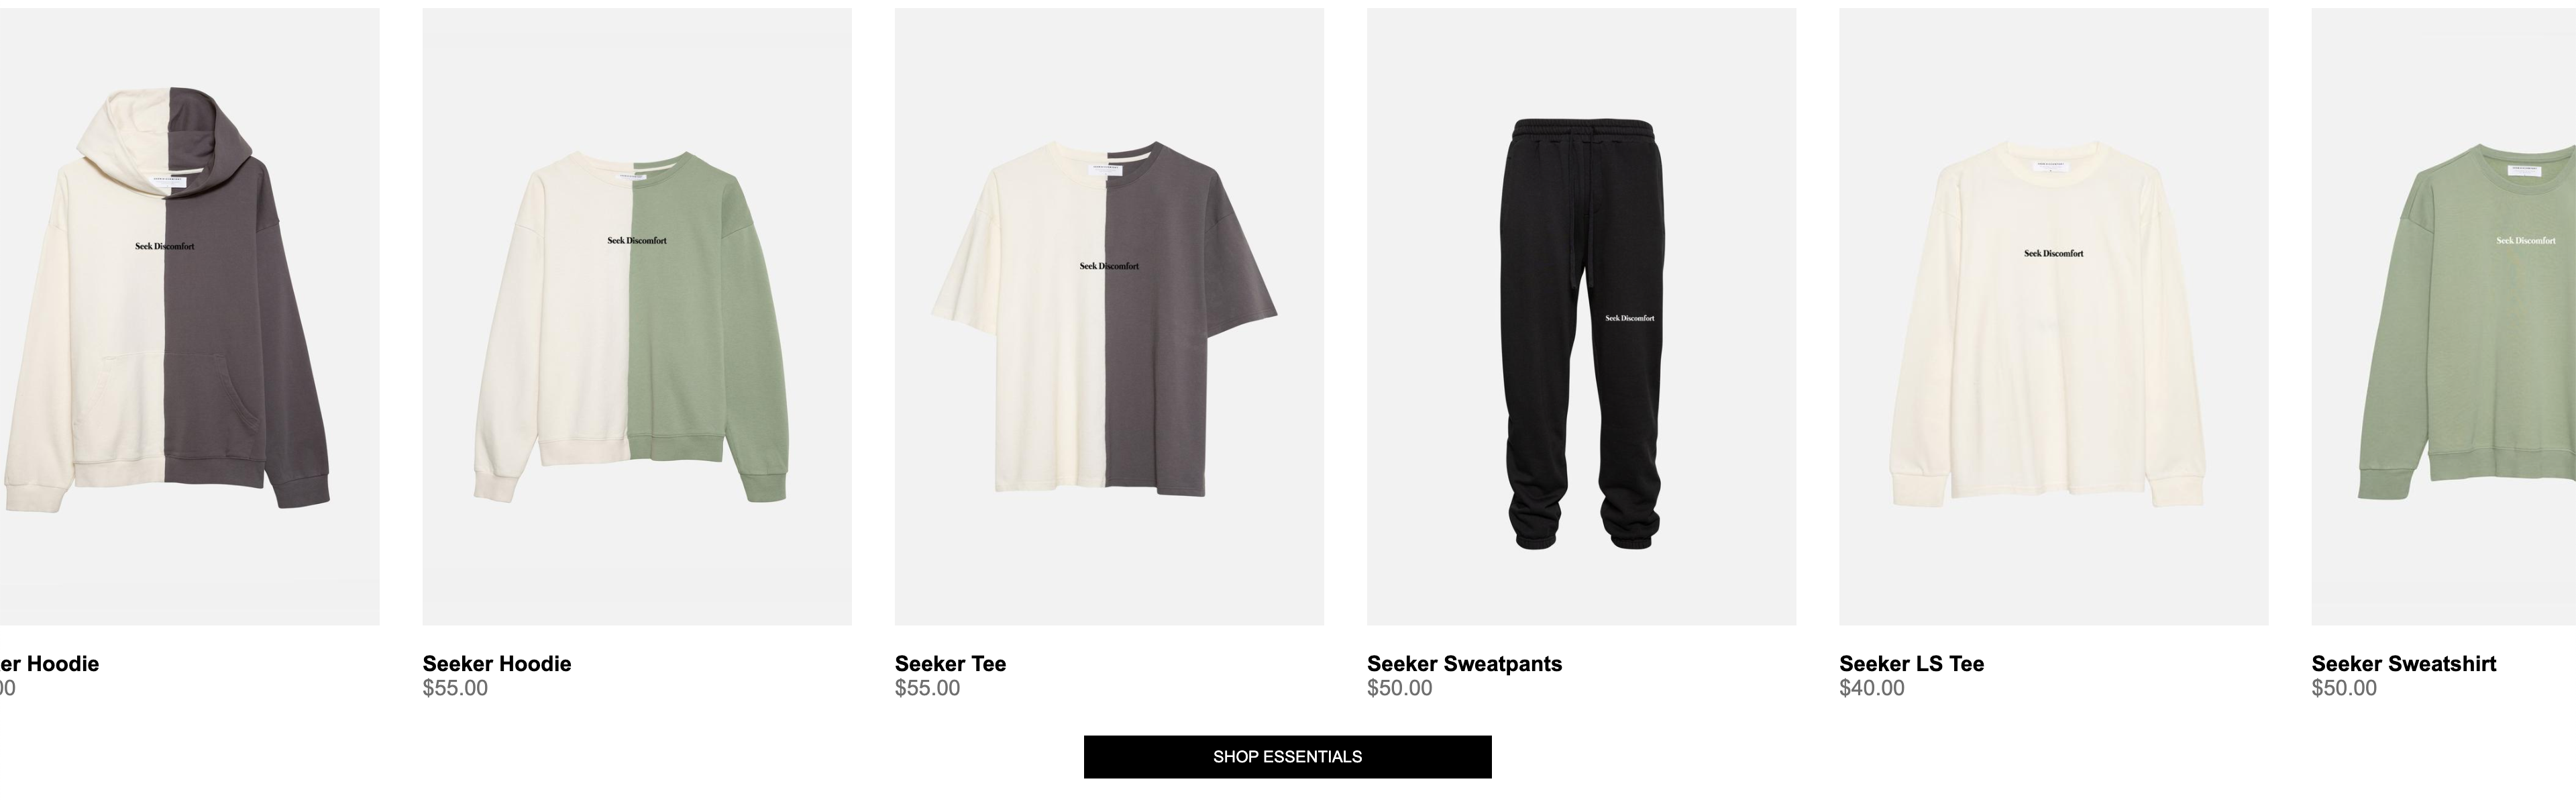 Seek Discomfort
Seek Discomfort
Seek Discomfort
Seek Discomfort
Seek Discomfort
Seek Discomfort
er Hoodie
00
Seeker Hoodie
$55.00
Seeker Tee
$55.00
Seeker Sweatpants
$50.00
Seeker LS Tee
$40.00
Seeker Sweatshirt
$50.00
SHOP ESSENTIALS